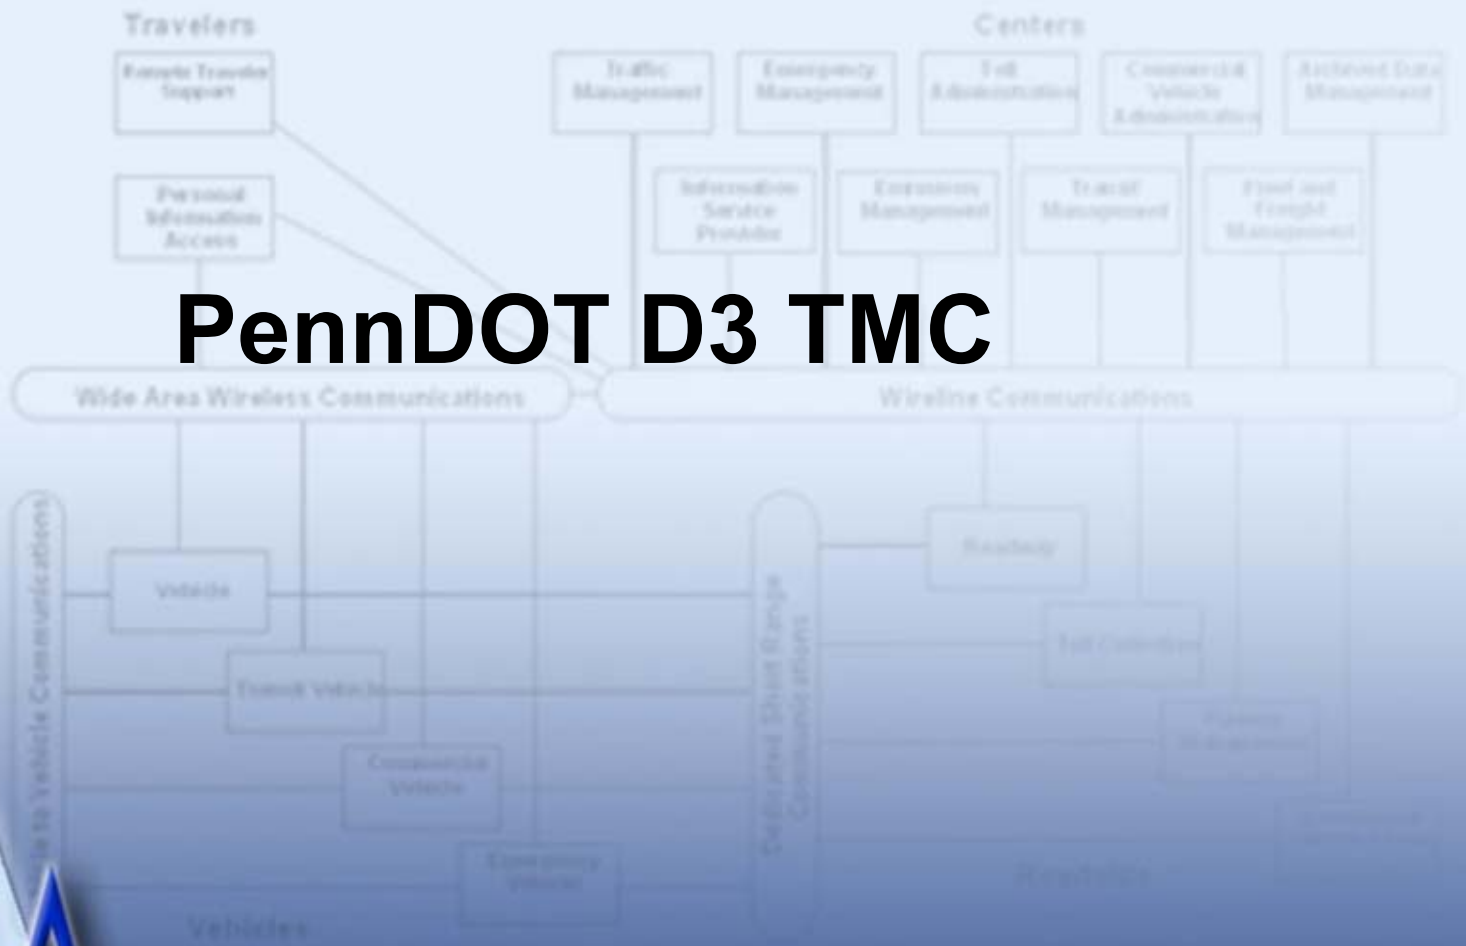 Travelers
Centers
Remote Traveler
Support
Traffic
Management
Emergency
Management
Toll
Administration
Commercial
Vehicle
Administration
Archived Data
Management
Personal
Information
Access
Information
Service
Provider
Emissions
Management
Transit
Management
Fleet and
Freight
Management
PennDOT D3 TMC
Wide Area Wireless Communications
Wireline Communications
Vehicle
Transit Vehicle
Commercial
Vehicle
Emergency
Vehicle
Vehicles
to Vehicle Communications
Dedicated Short Range
Communications
Roadway
Toll Collection
Parking
Management
Roadside